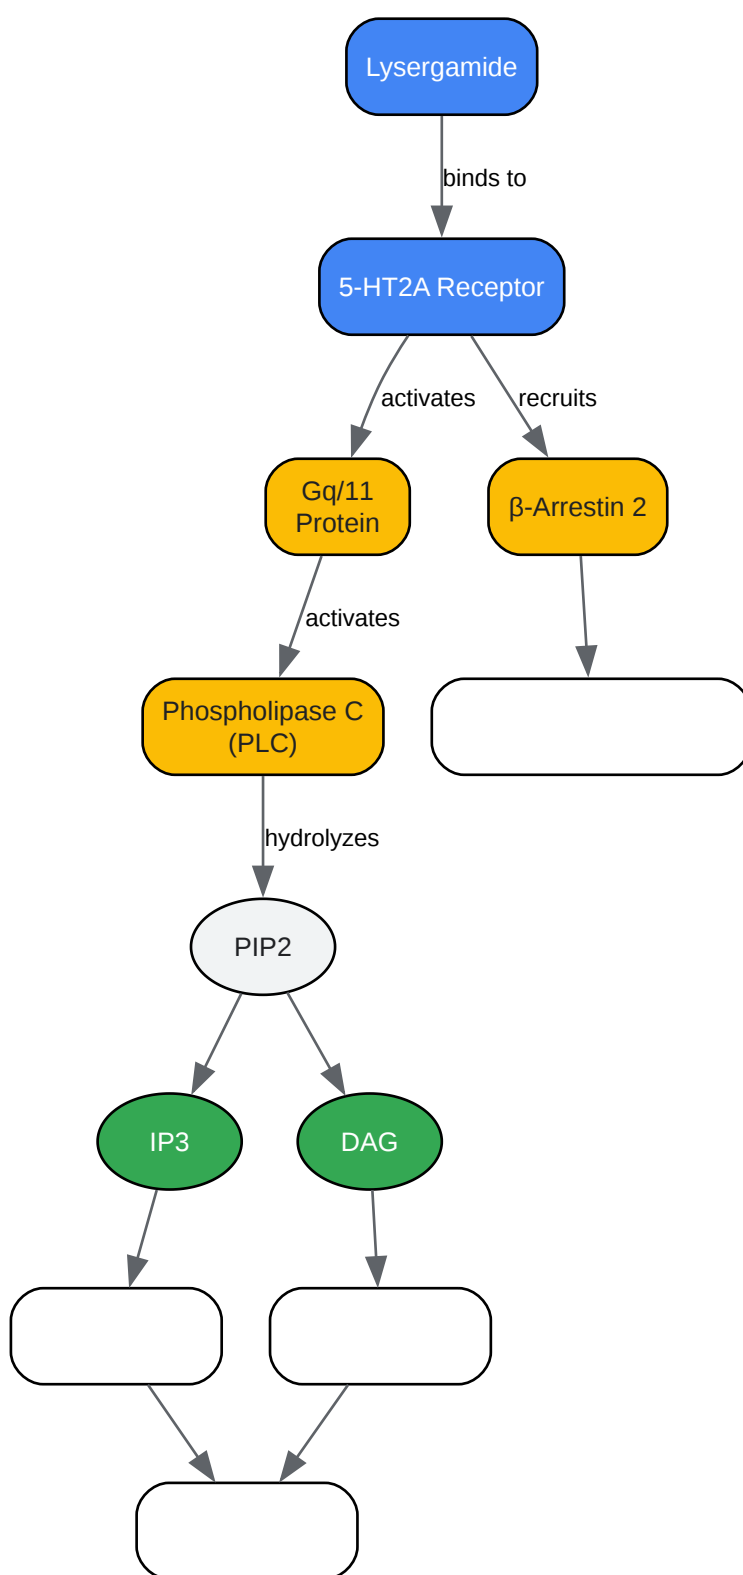 Lysergamide
binds to
5-HT2A Receptor
activates
recruits
Gq/11
Protein
β-Arrestin 2
activates
Phospholipase C
(PLC)
hydrolyzes
PIP2
IP3
DAG